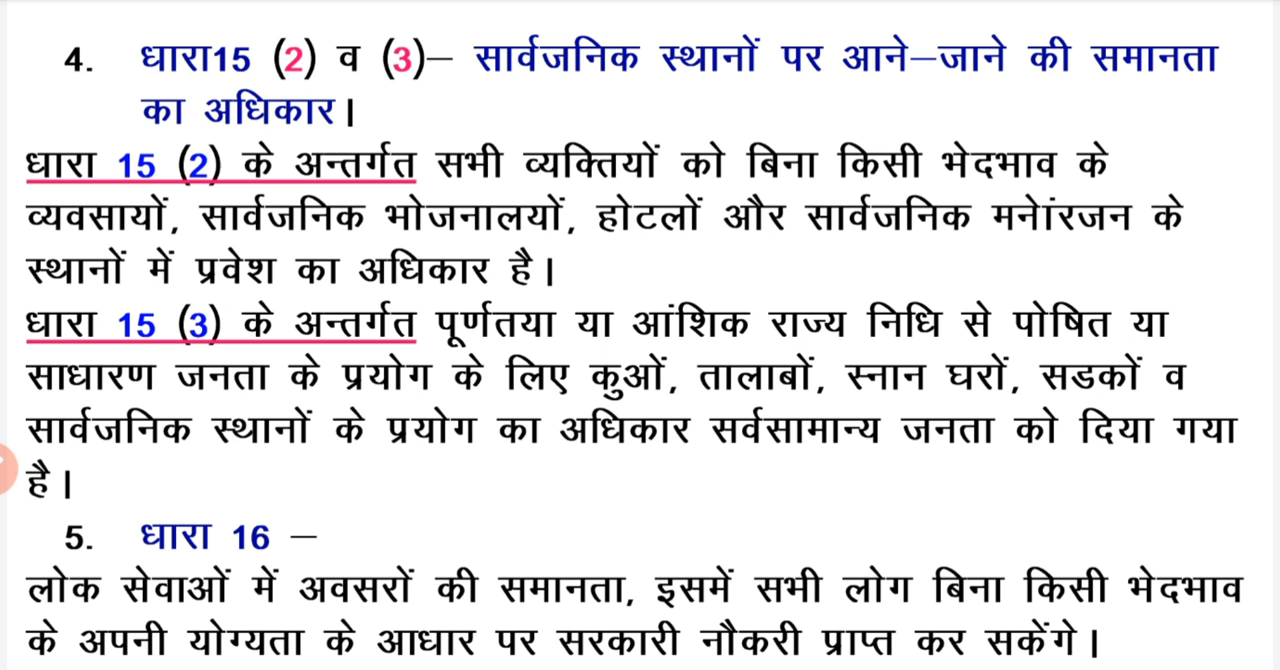 4. धारा15 (2) व (3)– सार्वजनिक स्थानों पर आने–जाने की समानता
का अधिकार।
धारा 15 (2) के अन्तर्गत सभी व्यक्तियों को बिना किसी भेदभाव के
व्यवसायों, सार्वजनिक भोजनालयों, होटलों और सार्वजनिक मनेांरजन के
स्थानों में प्रवेश का अधिकार है।
धारा 15 (3) के अन्तर्गत पूर्णतया या आंशिक राज्य निधि से पोषित या
साधारण जनता के प्रयोग के लिए कुओं, तालाबों, स्नान घरों, सडकों व
सार्वजनिक स्थानों के प्रयोग का अधिकार सर्वसामान्य जनता को दिया गया
है।
5. धारा 16 –
लोक सेवाओं में अवसरों की समानता, इसमें सभी लोग बिना किसी भेदभाव
के अपनी योग्यता के आधार पर सरकारी नौकरी प्राप्त कर सकेंगे।